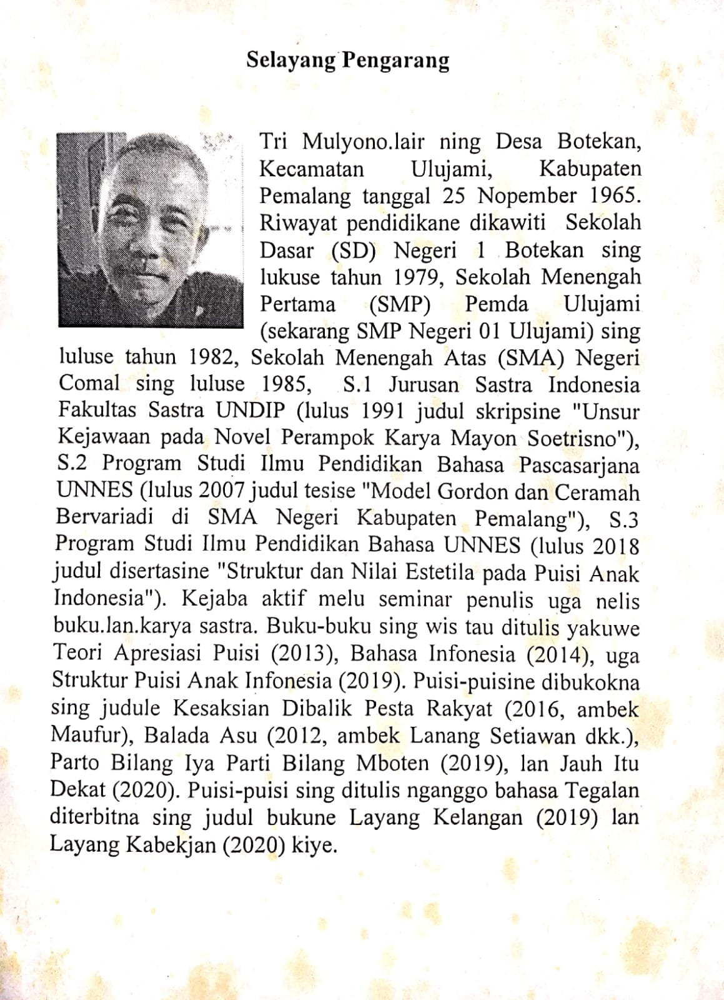 Selayang Pengarang
Tri Mulyono.lair ning Desa Botekan,
Kecamatan Ulujami, Kabupaten
Pemalang tanggal 25 Nopember 1965.
Riwayat pendidikane dikawiti Sekolah
Dasar (SD) Negeri 1 Botekan sing
lukuse tahun 1979, Sekolah Menengah
Pertama (SMP) Pemda Ulujami
(sekarang SMP Negeri 01 Ulujami) sing
luluse tahun 1982, Sekolah Menengah Atas (SMA) Negeri
Comal sing luluse 1985, S.1 Jurusan Sastra Indonesia
Fakultas Sastra UNDIP (lulus 1991 judul skripsine "Unsur
Kejawaan pada Novel Perampok Karya Mayon Soetrisno"),
S.2 Program Studi Ilmu Pendidikan Bahasa Pascasarjana
UNNES (lulus 2007 judul tesise "Model Gordon dan Ceramah
Bervariadi di SMA Negeri Kabupaten Pemalang"), S.3
Program Studi Ilmu Pendidikan Bahasa UNNES (lulus 2018
judul disertasine "Struktur dan Nilai Estetila pada Puisi Anak
Indonesia"). Kejaba aktif melu seminar penulis uga nelis
buku.lan.karya sastra. Buku-buku sing wis tau ditulis yakuwe
Teori Apresiasi Puisi (2013), Bahasa Infonesia (2014), uga
Struktur Puisi Anak Infonesia (2019). Puisi-puisine dibukokna
sing judule Kesaksian Dibalik Pesta Rakyat (2016, ambek
Maufur), Balada Asu (2012, ambek Lanang Setiawan dkk.),
Parto Bilang Iya Parti Bilang Mboten (2019), lan Jauh Itu
Dekat (2020). Puisi-puisi sing ditulis nganggo bahasa Tegalan
diterbitna sing judul bukune Layang Kelangan (2019) lan
Layang Kabekjan (2020) kiye.